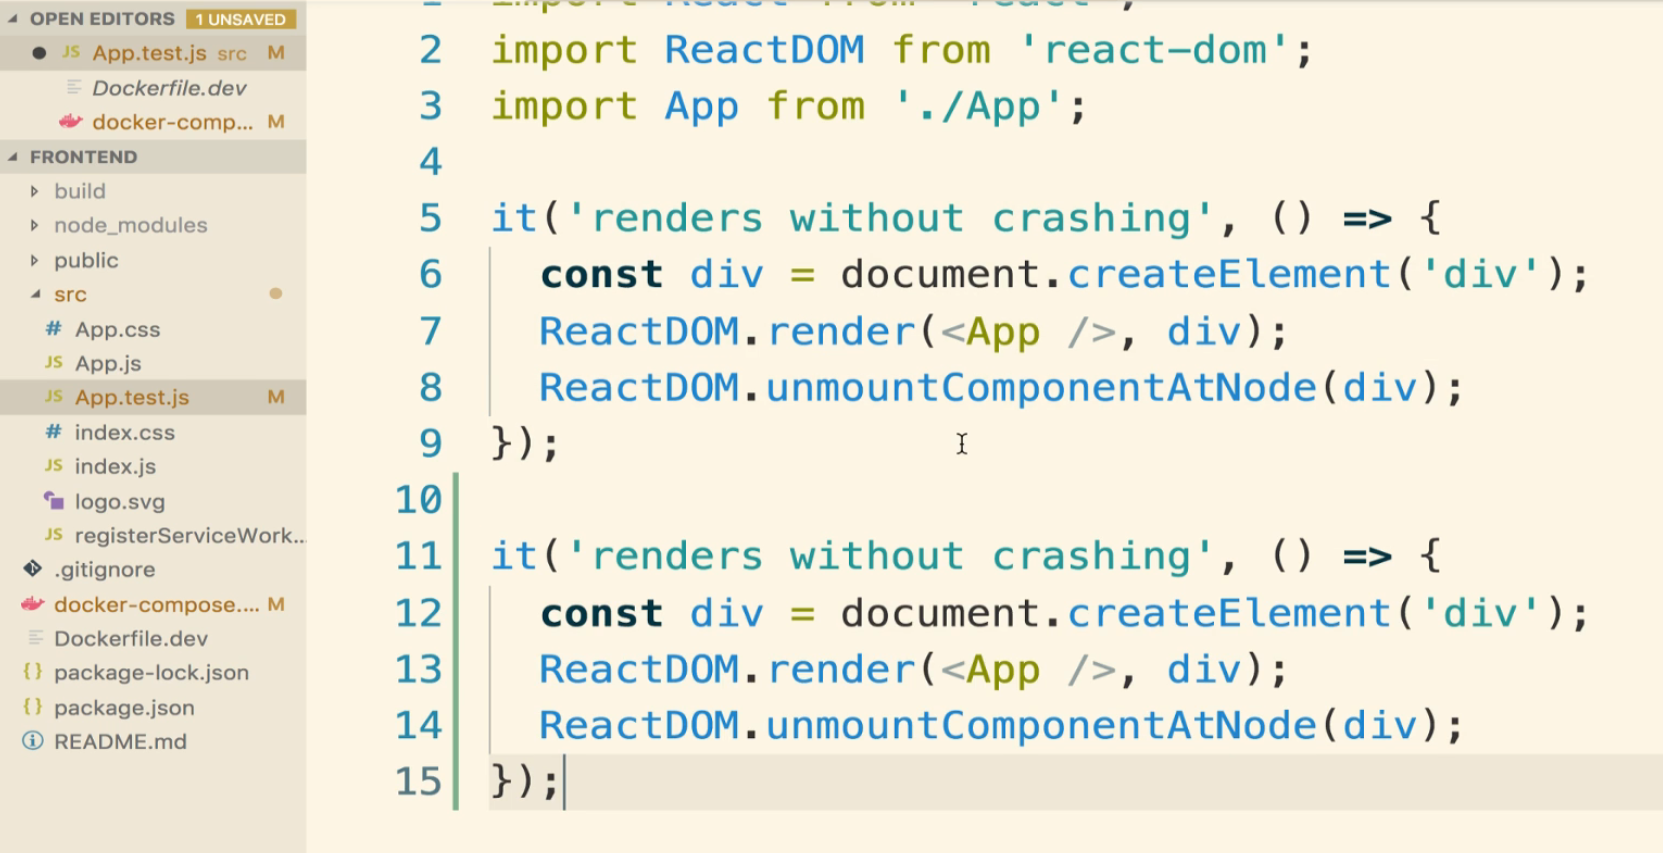 OPEN EDITORS 1 UNSAVED
JS App.test.js src M
Dockerfile.dev
docker-comp... M
FRONTEND
build
node_modules
public
src
# App.css
JS App.js
JS App.test.js M
# index.css
JS index.js
logo.svg
JS registerServiceWork...
.gitignore
docker-compose.... M
Dockerfile.dev
{} package-lock.json
{} package.json
README.md
1 import React from 'react';
2 import ReactDOM from 'react-dom';
3 import App from './App';
4
5 it('renders without crashing', () => {
6 const div = document.createElement('div');
7 ReactDOM.render(<App />, div);
8 ReactDOM.unmountComponentAtNode(div);
9 });
10
11 it('renders without crashing', () => {
12 const div = document.createElement('div');
13 ReactDOM.render(<App />, div);
14 ReactDOM.unmountComponentAtNode(div);
15 });